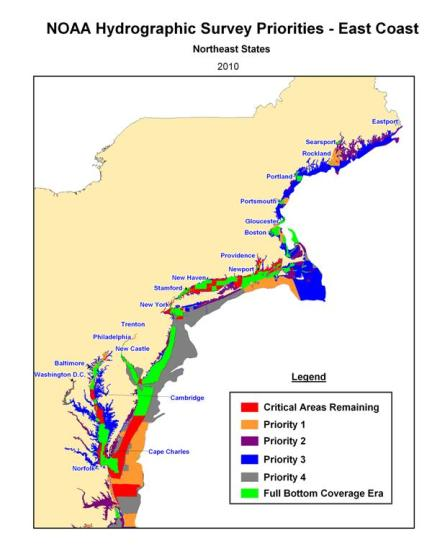 NOAA Hydrographic Survey Priorities - East Coast
Northeast States
2010
Eastport
Searsport
Rockland
Portland
Portsmouth
Gloucester
Boston
Providence
Newport
New Haven
Stamford
New York
Trenton
Philadelphia
New Castle
Baltimore
Washington D.C.
Cambridge
Cape Charles
Norfolk
Legend
Critical Areas Remaining
Priority 1
Priority 2
Priority 3
Priority 4
Full Bottom Coverage Era